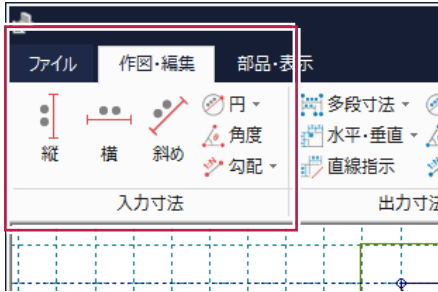 ファイル 作図・編集 部品・表示
円 多段寸法
角度 水平・垂直
縦 横 斜め 勾配 直線指示
入力寸法 出力寸